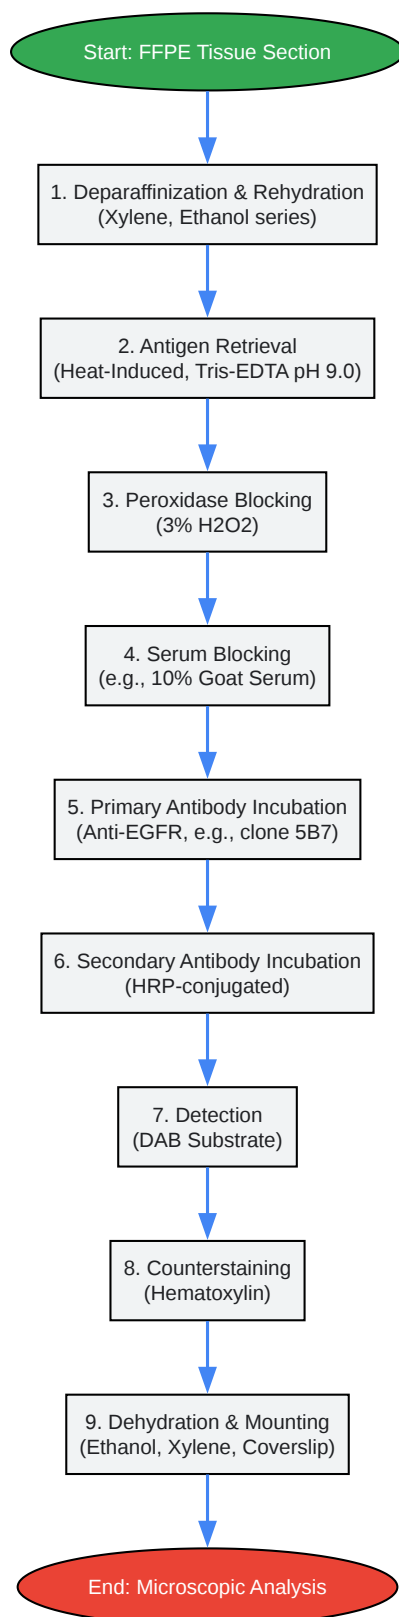 Start: FFPE Tissue Section
1. Deparaffinization & Rehydration
(Xylene, Ethanol series)
2. Antigen Retrieval
(Heat-Induced, Tris-EDTA pH 9.0)
3. Peroxidase Blocking
(3% H2O2)
4. Serum Blocking
(e.g., 10% Goat Serum)
5. Primary Antibody Incubation
(Anti-EGFR, e.g., clone 5B7)
6. Secondary Antibody Incubation
(HRP-conjugated)
7. Detection
(DAB Substrate)
8. Counterstaining
(Hematoxylin)
9. Dehydration & Mounting
(Ethanol, Xylene, Coverslip)
End: Microscopic Analysis